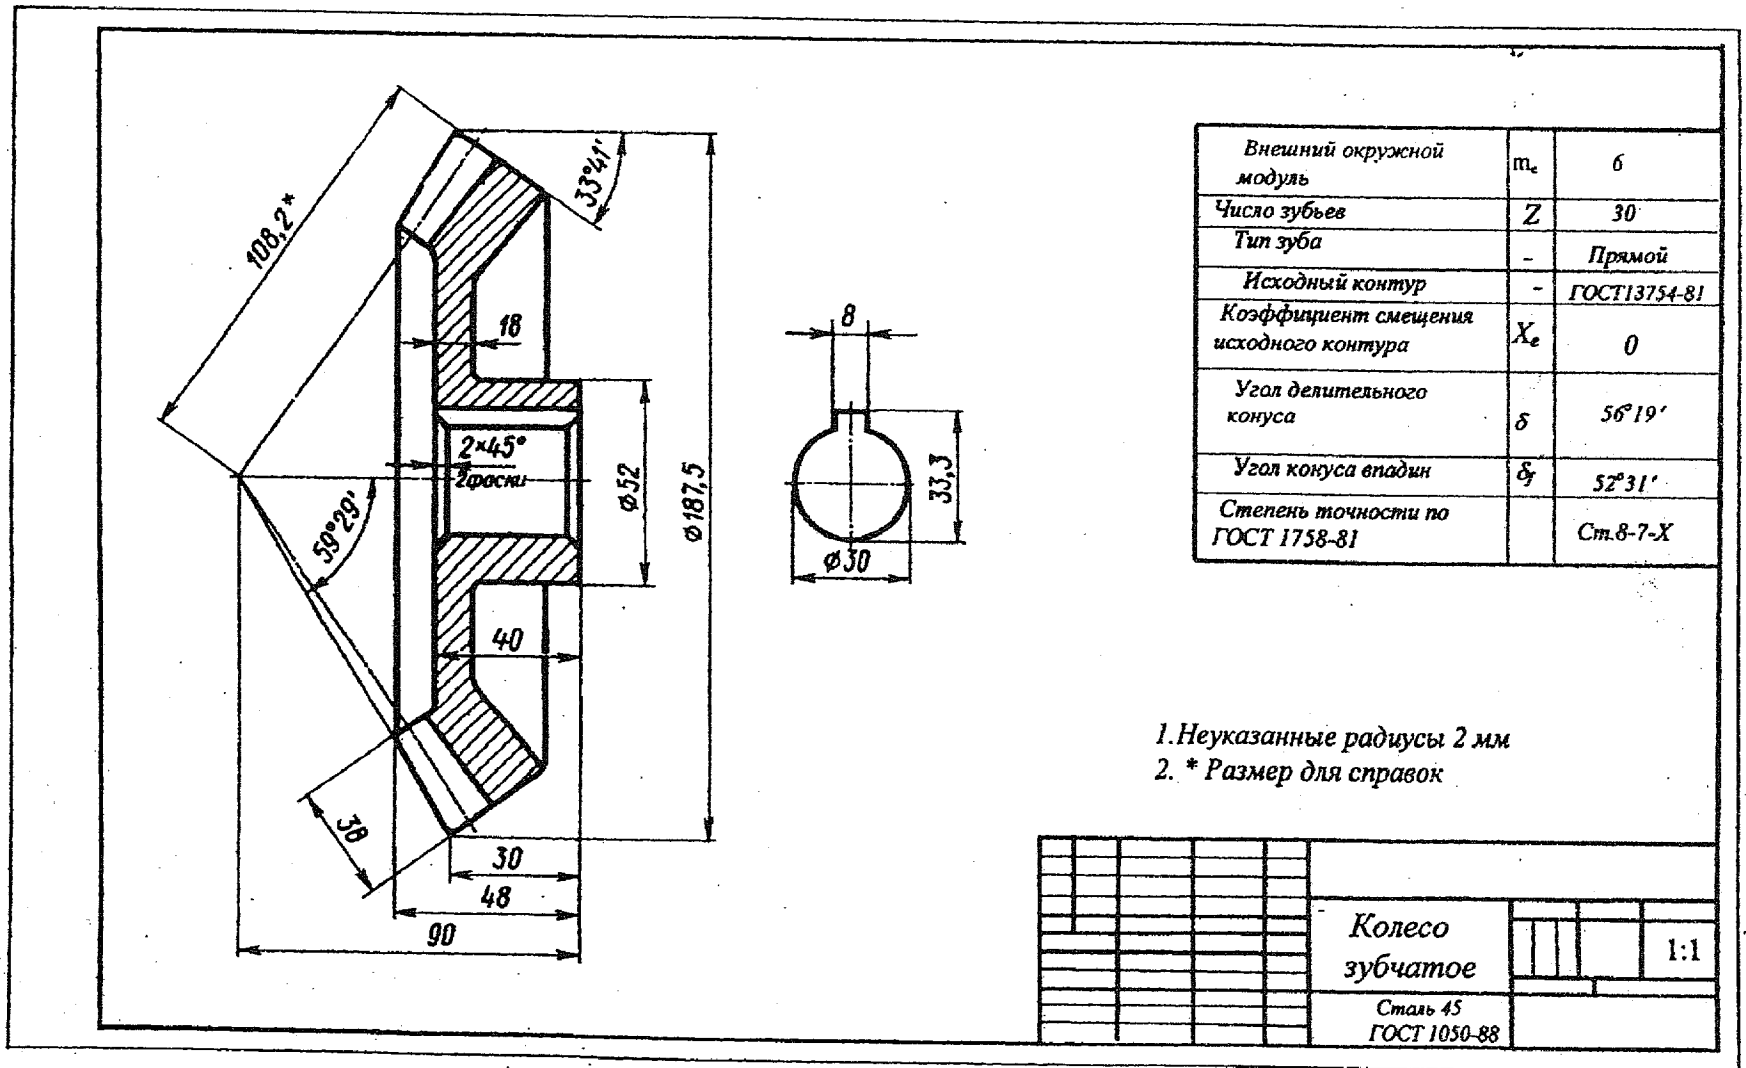 108,2*
33°41'
18
2×45°
2фаски
59°29'
⌀52
⌀187,5
40
38
30
48
90
8
33,3
⌀30
Внешний окружной
модуль
mₑ
6
Число зубьев
Z
30
Тип зуба
-
Прямой
Исходный контур
-
ГОСТ13754-81
Коэффициент смещения
исходного контура
Xₑ
0
Угол делительного
конуса
δ
56°19'
Угол конуса впадин
δf
52°31'
Степень точности по
ГОСТ 1758-81
Ст.8-7-X
1.Неуказанные радиусы 2 мм
2. * Размер для справок
Колесо
зубчатое
1:1
Сталь 45
ГОСТ 1050-88